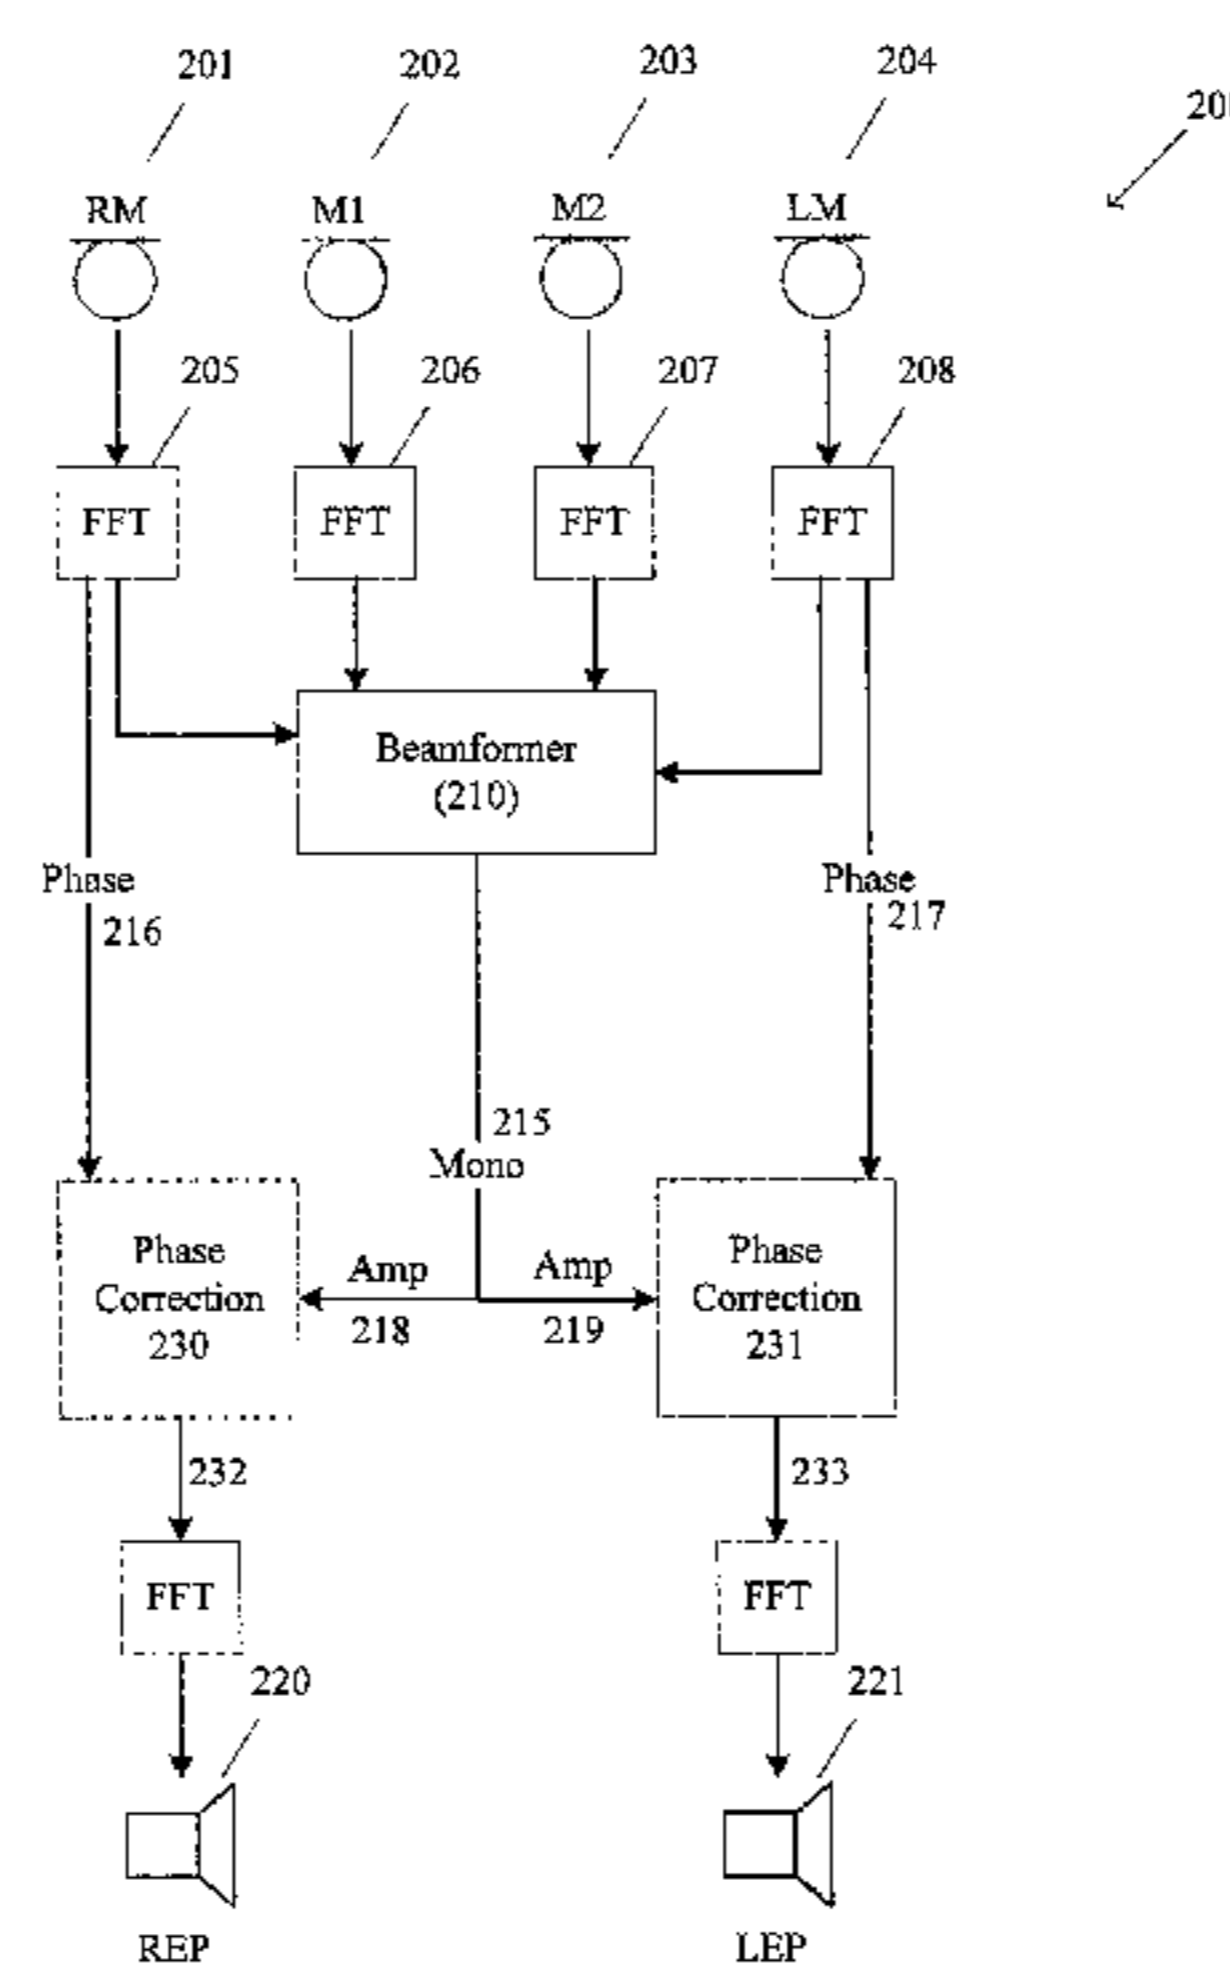 201 202 203 204
RM M1 M2 LM
205 206 207 208
FFT FFT FFT FFT
Beamformer
(210)
Phase
216
Phase
217
215
Mono
Phase
Correction
230
Amp
218
Amp
219
Phase
Correction
231
232 233
FFT FFT
220 221
REP LEP